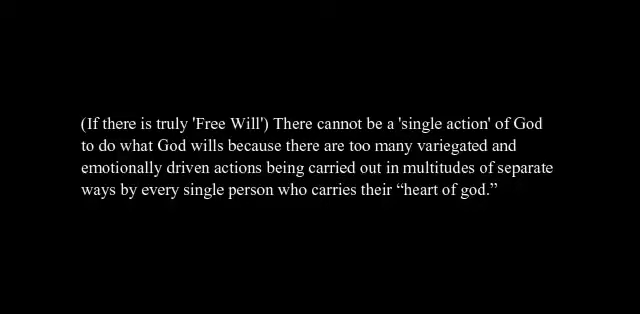 (If there is truly 'Free Will') There cannot be a 'single action' of God
to do what God wills because there are too many variegated and
emotionally driven actions being carried out in multitudes of separate
ways by every single person who carries their “heart of god.”